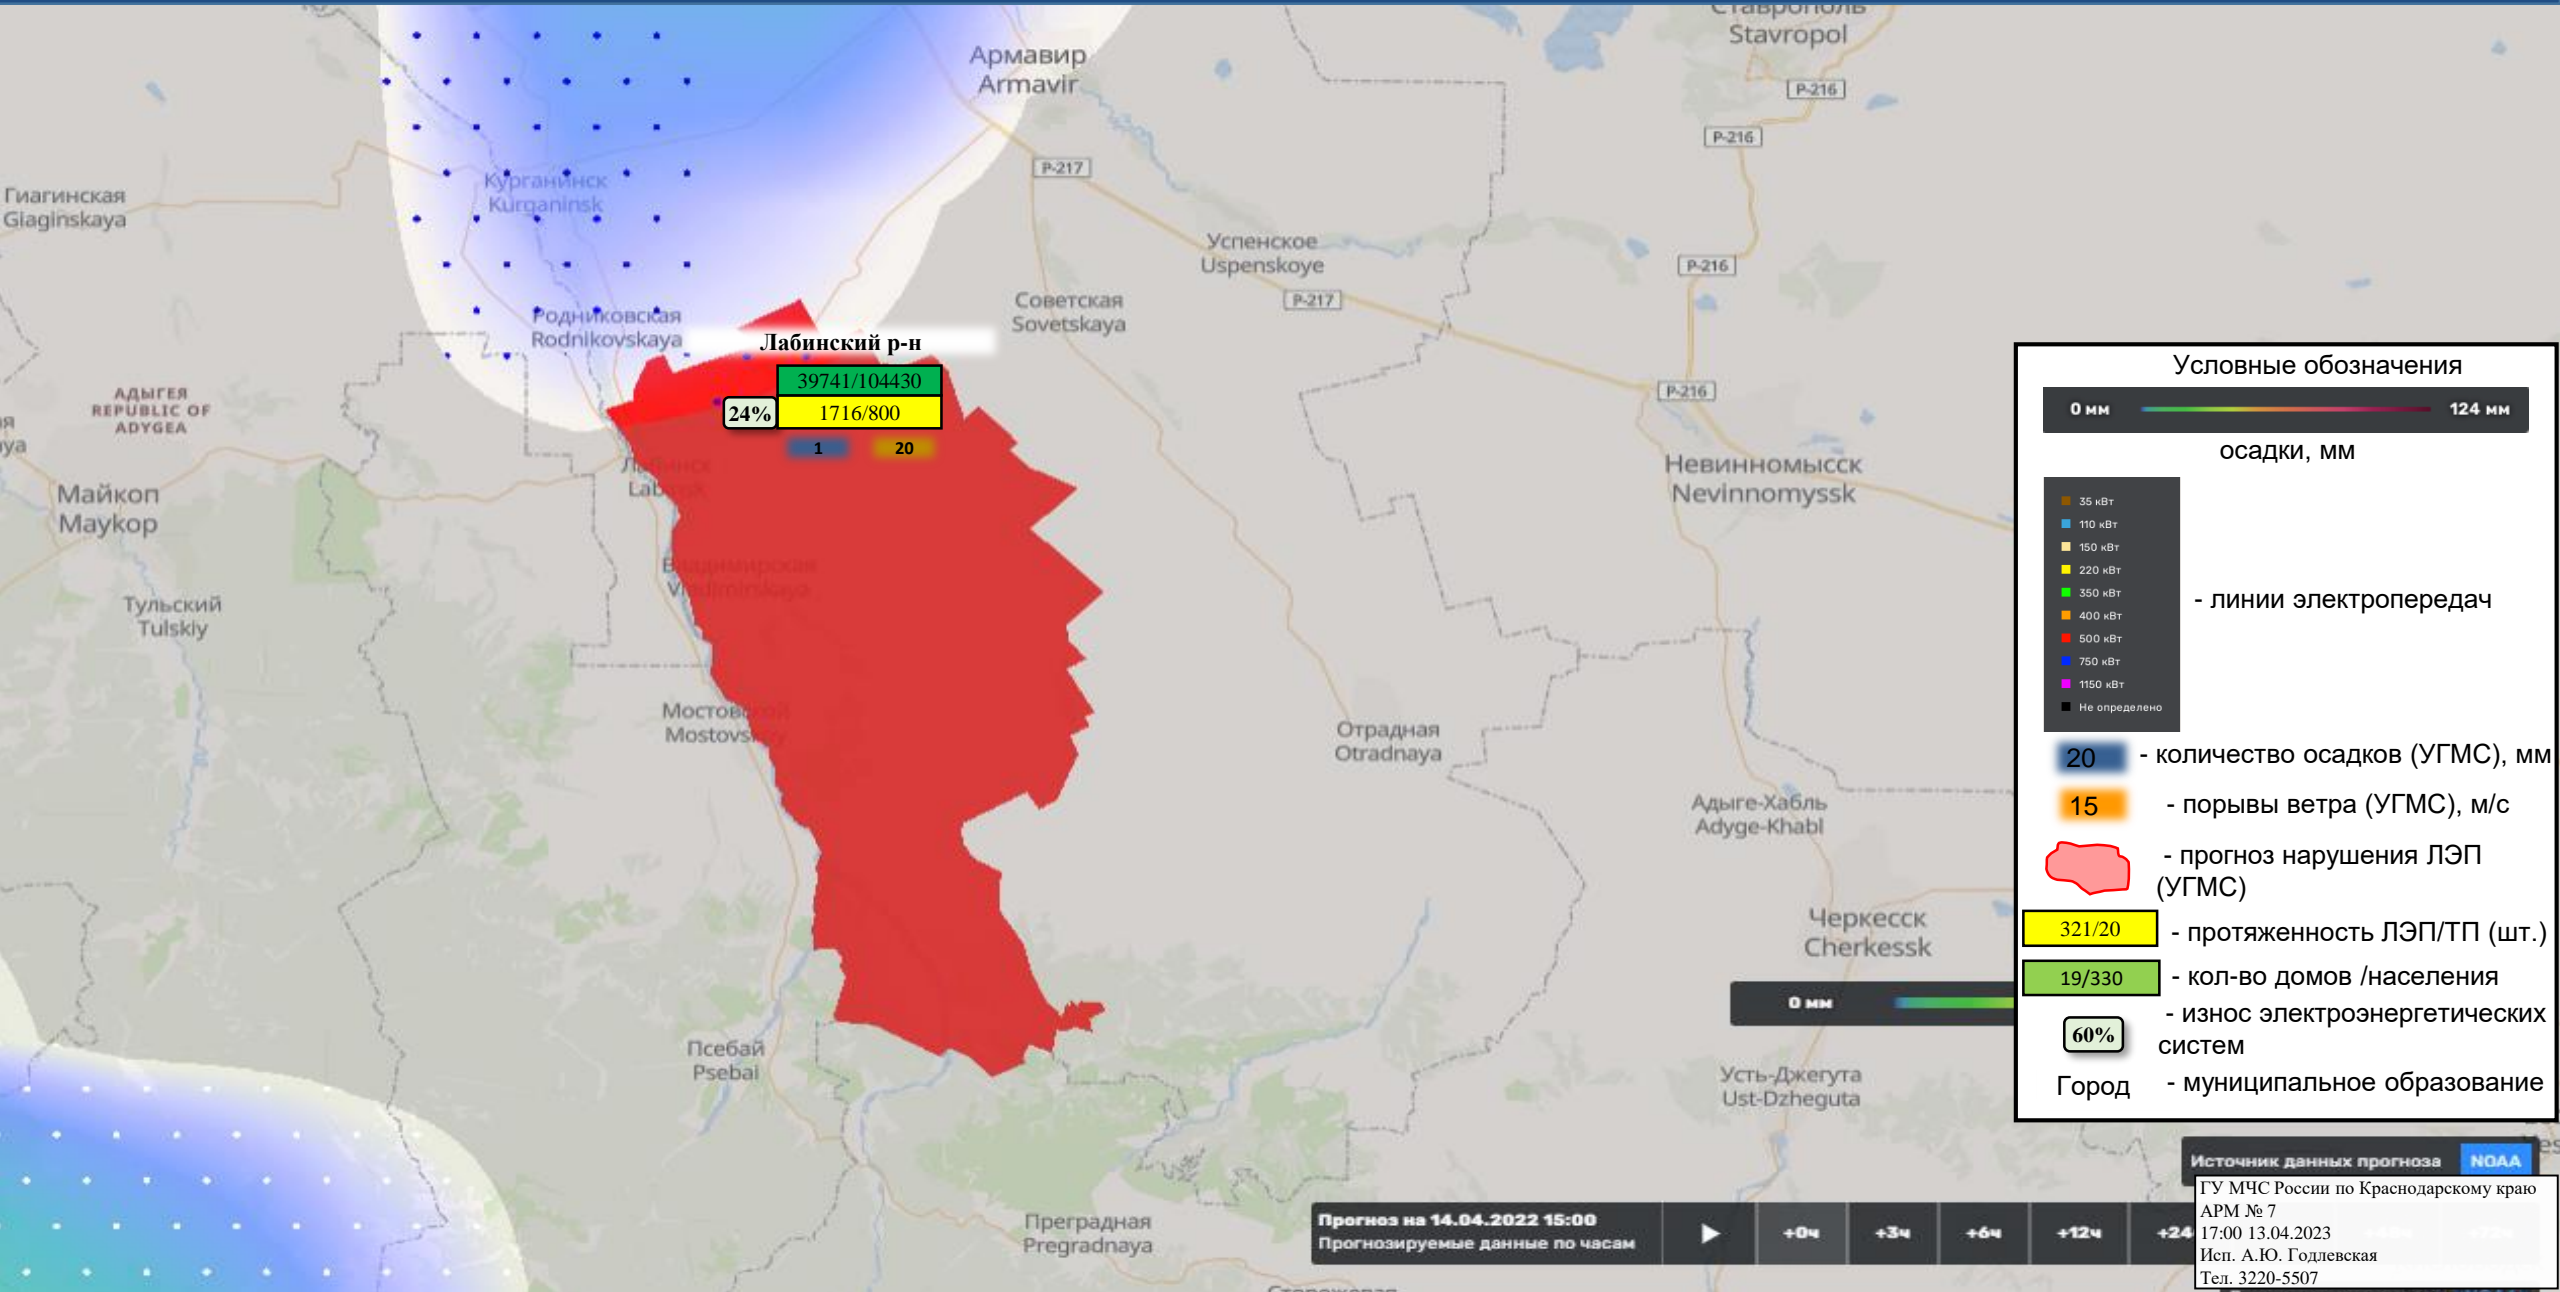 Ставрополь
Stavropol
Армавир
Armavir
Р-216
Р-216
Р-217
Курганинск
Kurganinsk
Гиагинская
Giaginskaya
Успенское
Uspenskoye
Р-216
Р-217
Советская
Sovetskaya
Родниковская
Rodnikovskaya
Лабинский р-н
39741/104430
24%
1716/800
1
20
Р-216
АДЫГЕЯ
REPUBLIC OF
ADYGEA
Майкоп
Maykop
Невинномысск
Nevinnomyssk
Владимирская
Vladimirskaya
Тульский
Tulskiy
Мостовской
Mostovskoy
Отрадная
Otradnaya
Адыге-Хабль
Adyge-Khabl
Черкесск
Cherkessk
0 мм
Псебай
Psebai
Усть-Джегута
Ust-Dzheguta
Преградная
Pregradnaya
Условные обозначения
0 мм
124 мм
осадки, мм
35 кВт
110 кВт
150 кВт
220 кВт
350 кВт
400 кВт
500 кВт
750 кВт
1150 кВт
Не определено
- линии электропередач
20 - количество осадков (УГМС), мм
15 - порывы ветра (УГМС), м/с
- прогноз нарушения ЛЭП
(УГМС)
321/20 - протяженность ЛЭП/ТП (шт.)
19/330 - кол-во домов /населения
60% - износ электроэнергетических
систем
Город - муниципальное образование
Источник данных прогноза NOAA
Прогноз на 14.04.2022 15:00
Прогнозируемые данные по часам
+0ч
+3ч
+6ч
+12ч
+24
ГУ МЧС России по Краснодарскому краю
АРМ № 7
17:00 13.04.2023
Исп. А.Ю. Годлевская
Тел. 3220-5507